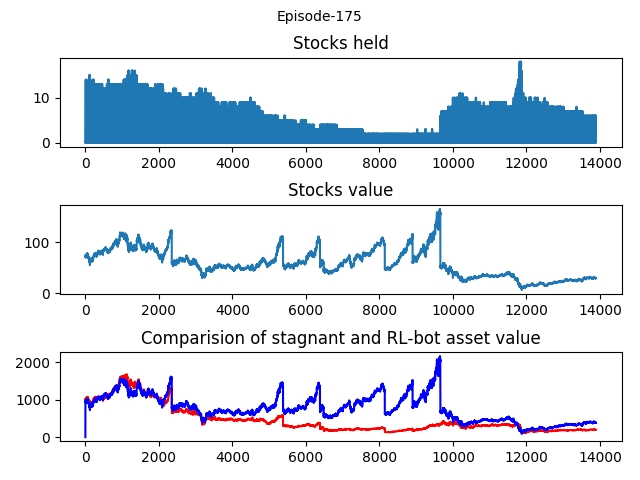 Episode-175
Stocks held
10
0
0 2000 4000 6000 8000 10000 12000 14000
Stocks value
100
0
0 2000 4000 6000 8000 10000 12000 14000
Comparision of stagnant and RL-bot asset value
2000
1000
0
0 2000 4000 6000 8000 10000 12000 14000